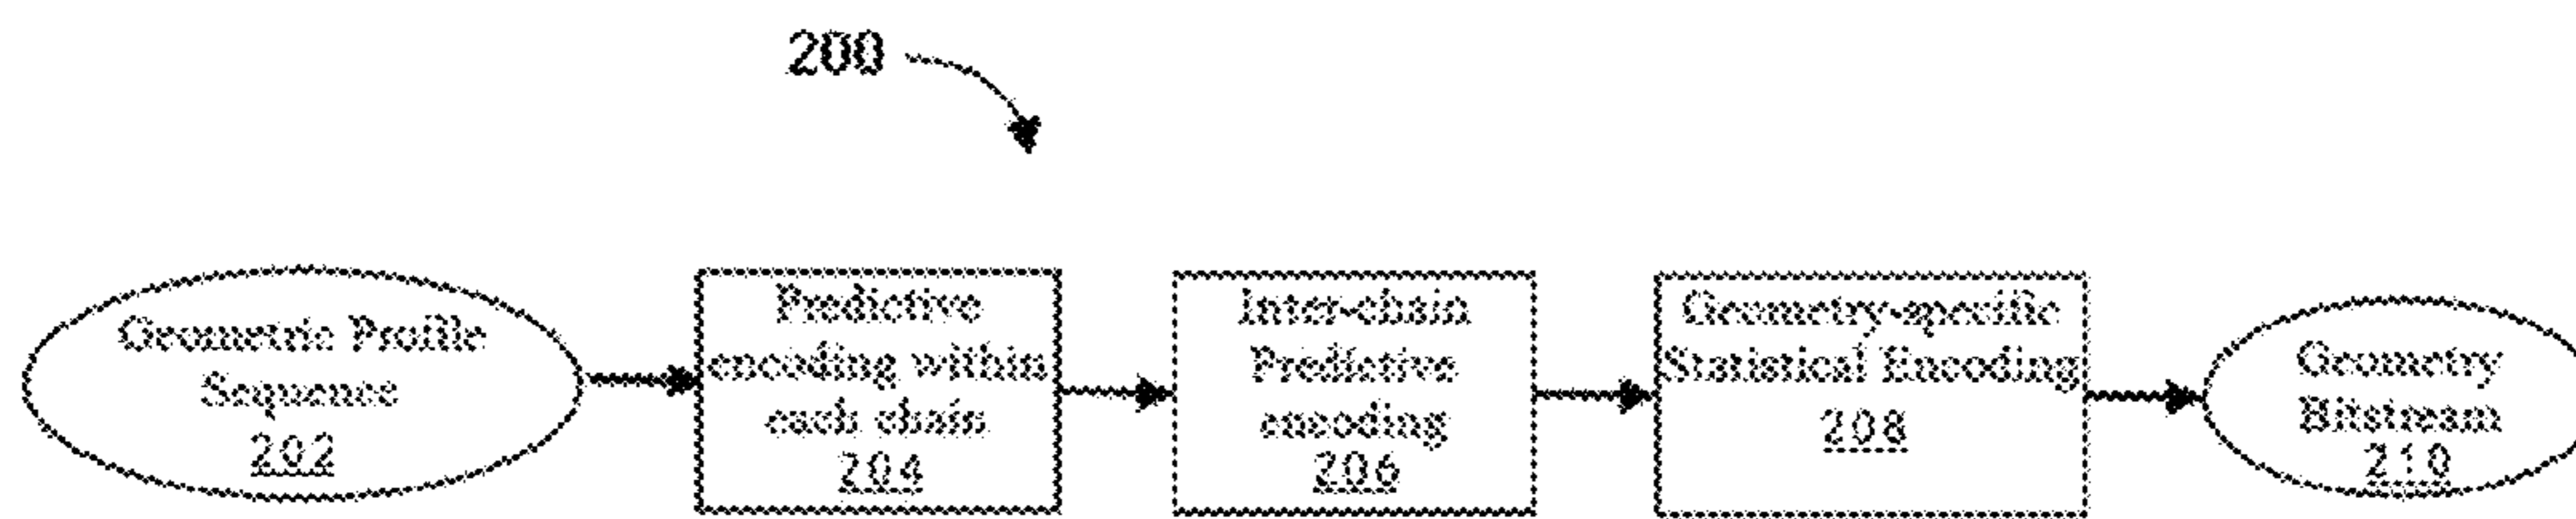 200
Geometric Profile
Sequence
202
Predictive
encoding within
each chain
204
Inter-chain
Predictive
encoding
206
Geometry-specific
Statistical Encoding
208
Geometry
Bitstream
210